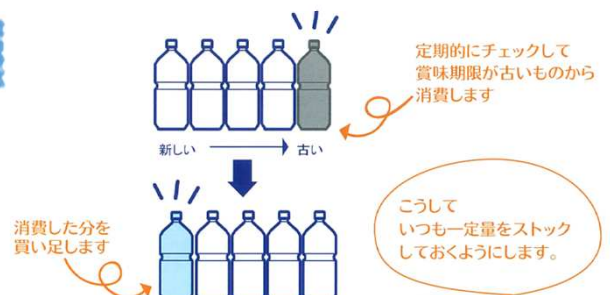 定期的にチェックして
賞味期限が古いものから
消費します
新しい
古い
消費した分を
買い足します
こうして
いつも一定量をストック
しておくようにします。